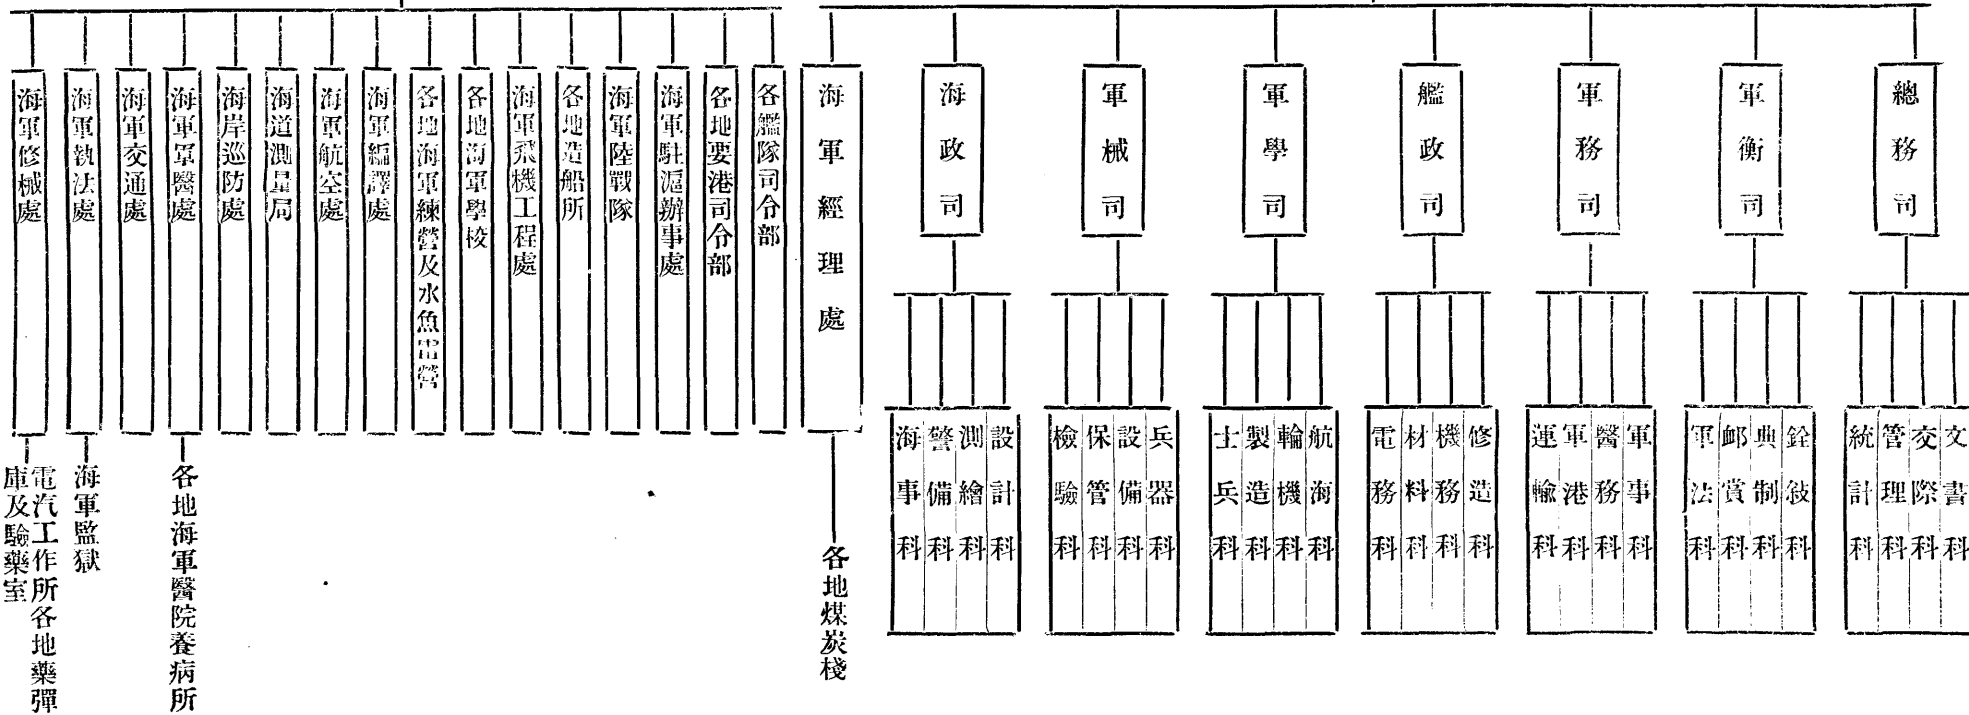 總務司
文書科
交際科
管理科
統計科
軍衡司
銓敍科
典制科
卹賞科
軍法科
軍務司
軍事科
醫務科
軍港科
運輸科
艦政司
修造科
機務科
材料科
電務科
軍學司
航海科
輪機科
製造科
士兵科
軍械司
兵器科
設備科
保管科
檢驗科
海政司
設計科
測繪科
警備科
海事科
海軍經理處
各地煤炭棧
各艦隊司令部
各地要港司令部
海軍駐滬辦事處
海軍陸戰隊
各地造船所
海軍飛機工程處
各地海軍學校
各地海軍練營及水魚雷營
海軍編譯處
海軍航空處
海道測量局
海岸巡防處
海軍軍醫處
各地海軍醫院養病所
海軍交通處
海軍執法處
海軍監獄
海軍修械處
電汽工作所各地藥彈
庫及驗藥室